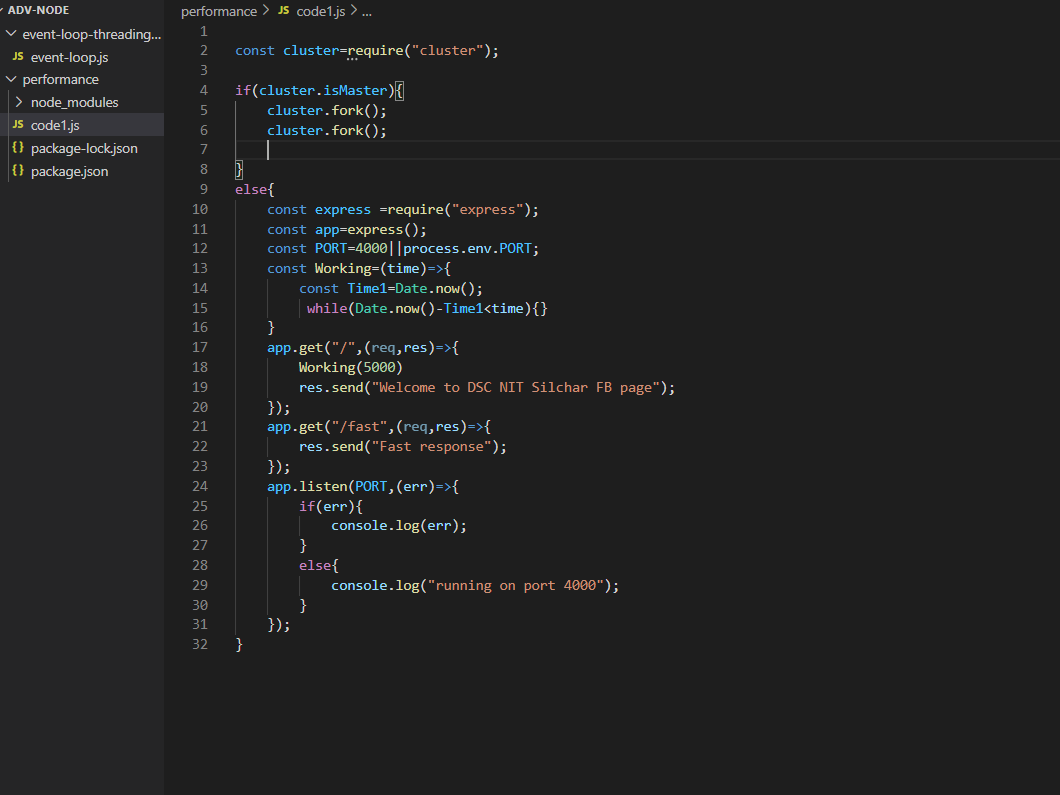 ADV-NODE
event-loop-threading...
JS event-loop.js
performance
node_modules
JS code1.js
{} package-lock.json
{} package.json
performance > JS code1.js > ...
1
2 const cluster=require("cluster");
3
4 if(cluster.isMaster){
5 cluster.fork();
6 cluster.fork();
7
8 }
9 else{
10 const express =require("express");
11 const app=express();
12 const PORT=4000||process.env.PORT;
13 const Working=(time)=>{
14 const Time1=Date.now();
15 while(Date.now()-Time1<time){}
16 }
17 app.get("/",(req,res)=>{
18 Working(5000)
19 res.send("Welcome to DSC NIT Silchar FB page");
20 });
21 app.get("/fast",(req,res)=>{
22 res.send("Fast response");
23 });
24 app.listen(PORT,(err)=>{
25 if(err){
26 console.log(err);
27 }
28 else{
29 console.log("running on port 4000");
30 }
31 });
32 }